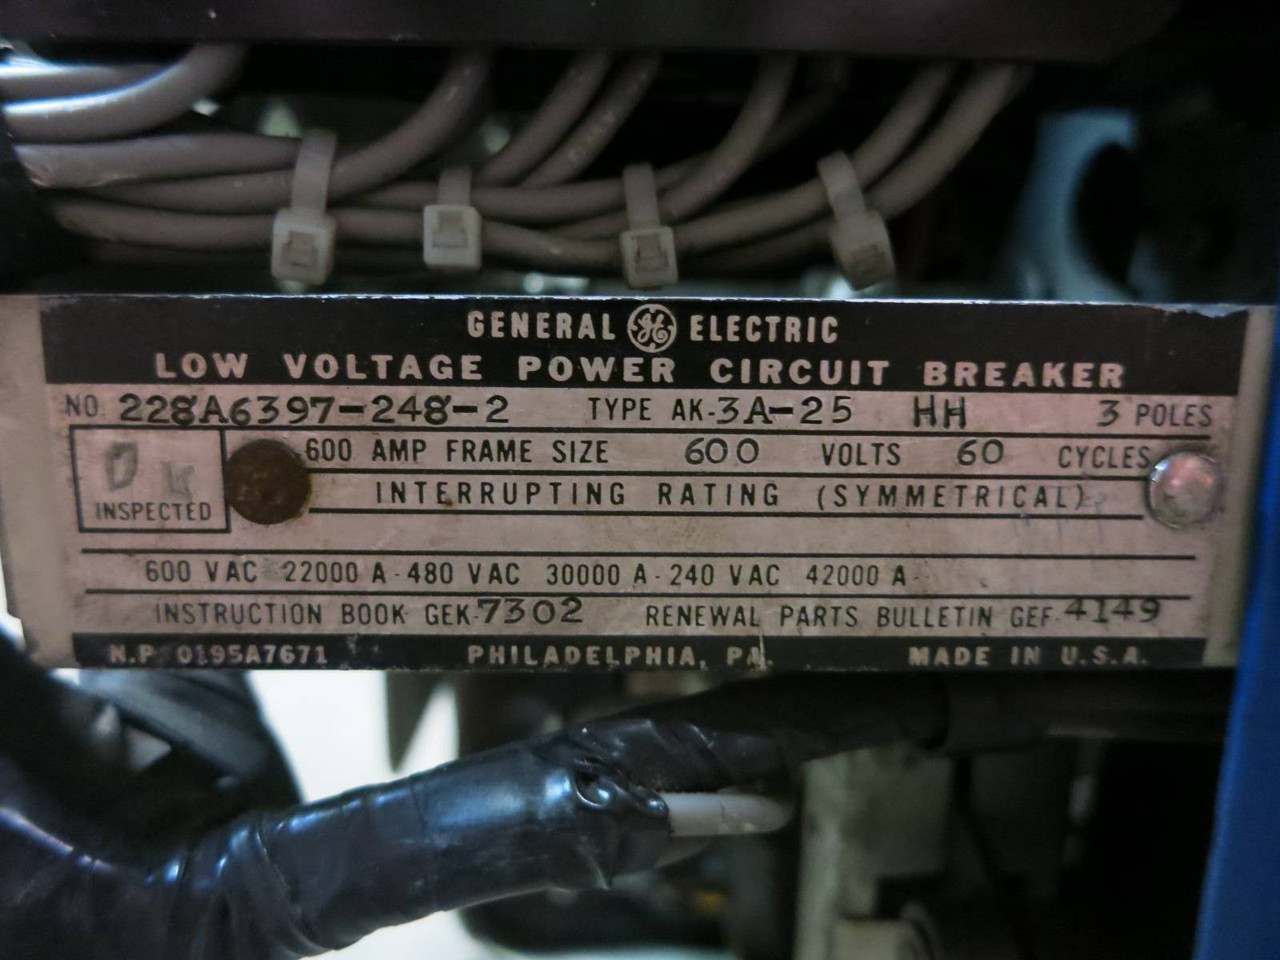 GENERAL GE ELECTRIC
LOW VOLTAGE POWER CIRCUIT BREAKER
NO. 228A6397-248-2 TYPE AK-3A-25 HH 3 POLES
600 AMP FRAME SIZE 600 VOLTS 60 CYCLES
INSPECTED
INTERRUPTING RATING (SYMMETRICAL)
600 VAC 22000 A - 480 VAC 30000 A - 240 VAC 42000 A
INSTRUCTION BOOK GEK-7302 RENEWAL PARTS BULLETIN GEF-4149
N.P. 0195A7671 PHILADELPHIA, PA. MADE IN U.S.A.